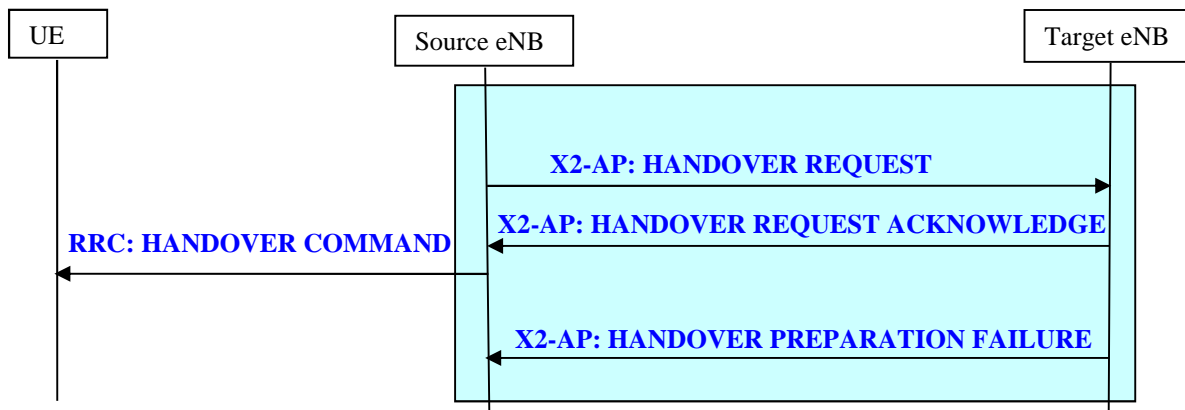 UE
Source eNB
Target eNB
X2-AP: HANDOVER REQUEST
X2-AP: HANDOVER REQUEST ACKNOWLEDGE
RRC: HANDOVER COMMAND
X2-AP: HANDOVER PREPARATION FAILURE